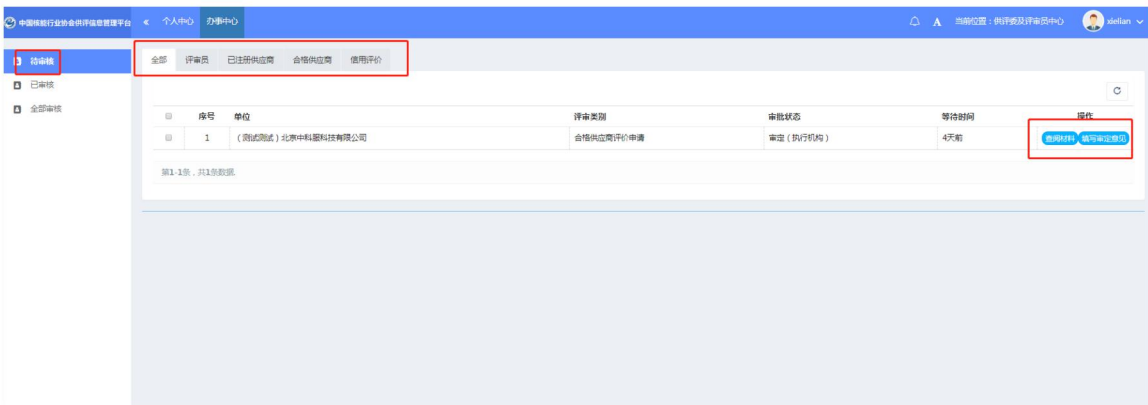 中国核能行业协会供评信息管理平台 « 个人中心 办事中心 A 当前位置：供评委及评审员中心 xielian
待审核
已审核
全部审核
全部 评审员 已注册供应商 合格供应商 信用评价
序号 单位 评审类别 审批状态 等待时间 操作
1 （测试测试）北京中科服科技有限公司 合格供应商评价申请 审定（执行机构） 4天前 查阅材料 填写审定意见
第1-1条，共1条数据.